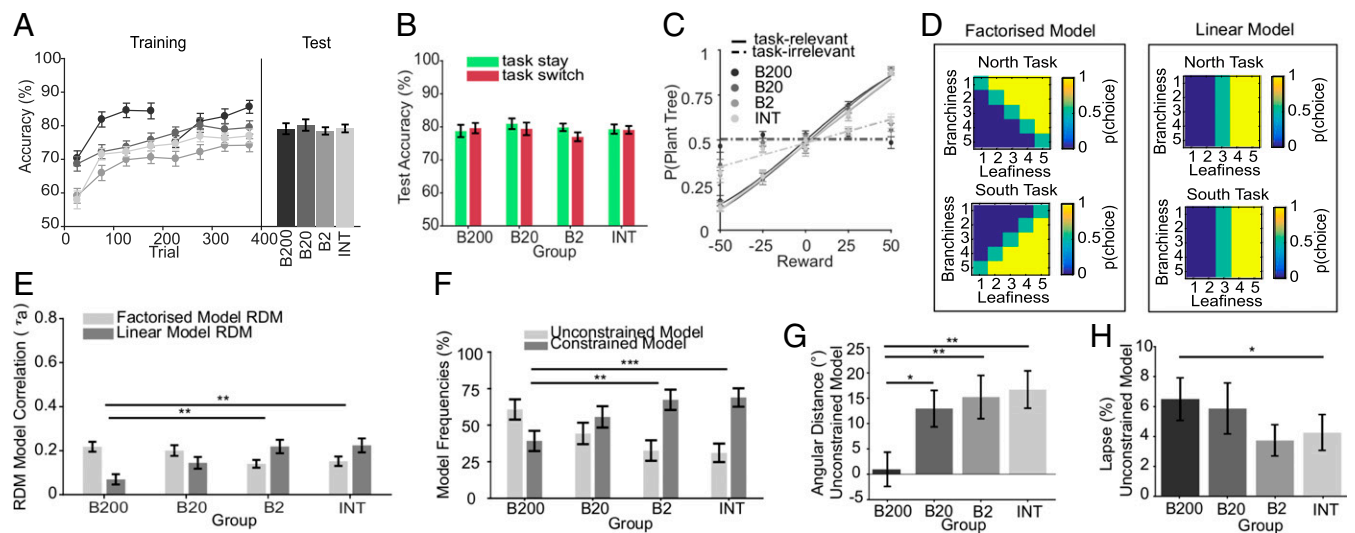 A
Training
Test
Accuracy (%)
100
90
80
70
60
50
0
100
200
300
400
Trial
B200
B20
B2
INT
B
task stay
task switch
Test Accuracy (%)
100
90
80
70
60
50
B200
B20
B2
INT
Group
C
task-relevant
task-irrelevant
B200
B20
B2
INT
P(Plant Tree)
1
0.75
0.5
0.25
0
-50
-25
0
25
50
Reward
D
Factorised Model
North Task
Branchiness
1
2
3
4
5
1 2 3 4 5
Leafiness
1
0.5
0
p(choice)
South Task
Branchiness
1
2
3
4
5
1 2 3 4 5
Leafiness
1
0.5
0
p(choice)
Linear Model
North Task
Branchiness
1
2
3
4
5
1 2 3 4 5
Leafiness
1
0.5
0
p(choice)
South Task
Branchiness
1
2
3
4
5
1 2 3 4 5
Leafiness
1
0.5
0
p(choice)
E
Factorised Model RDM
Linear Model RDM
RDM Model Correlation
0.8
0.6
0.4
0.2
0
**
**
B200
B20
B2
INT
Group
F
Unconstrained Model
Constrained Model
Model Frequencies (%)
100
75
50
25
0
***
**
B200
B20
B2
INT
Group
G
Angular Distance (°)
Unconstrained Model
25
20
15
10
5
0
-5
**
**
*
B200
B20
B2
INT
Group
H
Lapse (%)
Unconstrained Model
10
8
6
4
2
0
*
B200
B20
B2
INT
Group